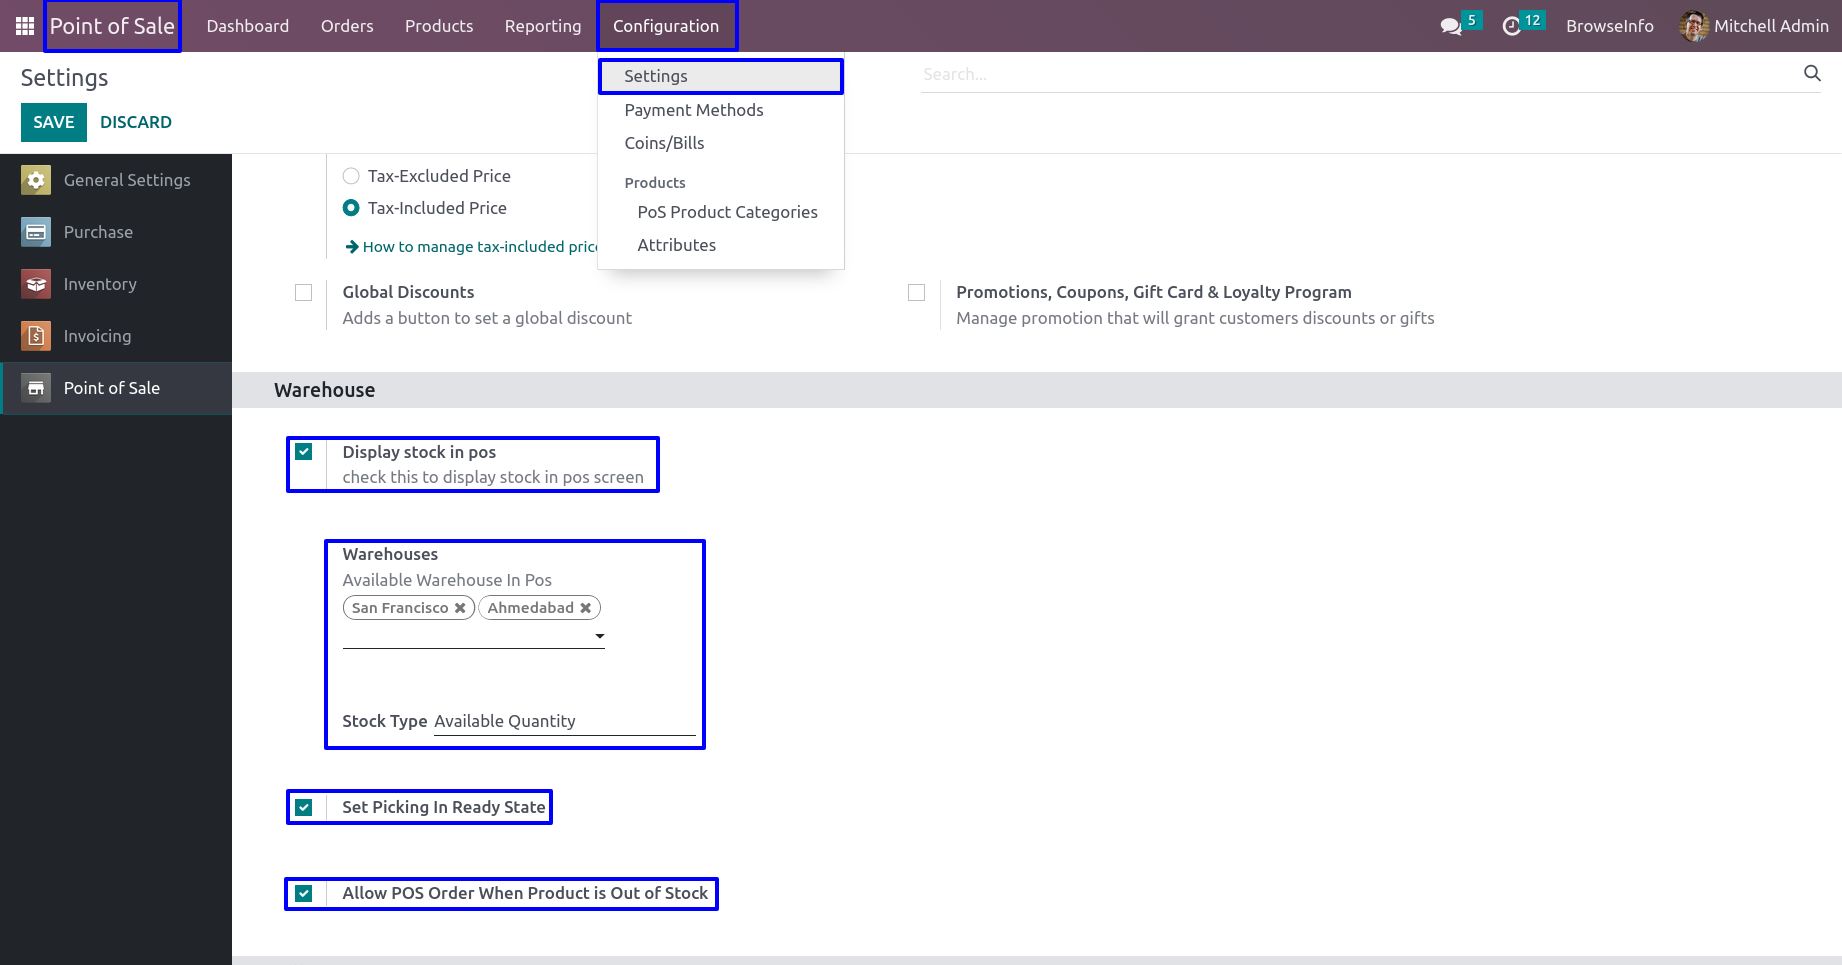 Point of Sale Dashboard Orders Products Reporting Configuration 5 12 BrowseInfo Mitchell Admin
Settings
Search...
SAVE DISCARD
Settings
Payment Methods
Coins/Bills
Products
PoS Product Categories
Attributes
General Settings
Purchase
Inventory
Invoicing
Point of Sale
Tax-Excluded Price
Tax-Included Price
How to manage tax-included pric
Global Discounts
Adds a button to set a global discount
Promotions, Coupons, Gift Card & Loyalty Program
Manage promotion that will grant customers discounts or gifts
Warehouse
Display stock in pos
check this to display stock in pos screen
Warehouses
Available Warehouse In Pos
San Francisco ✖ Ahmedabad ✖
Stock Type Available Quantity
Set Picking In Ready State
Allow POS Order When Product is Out of Stock